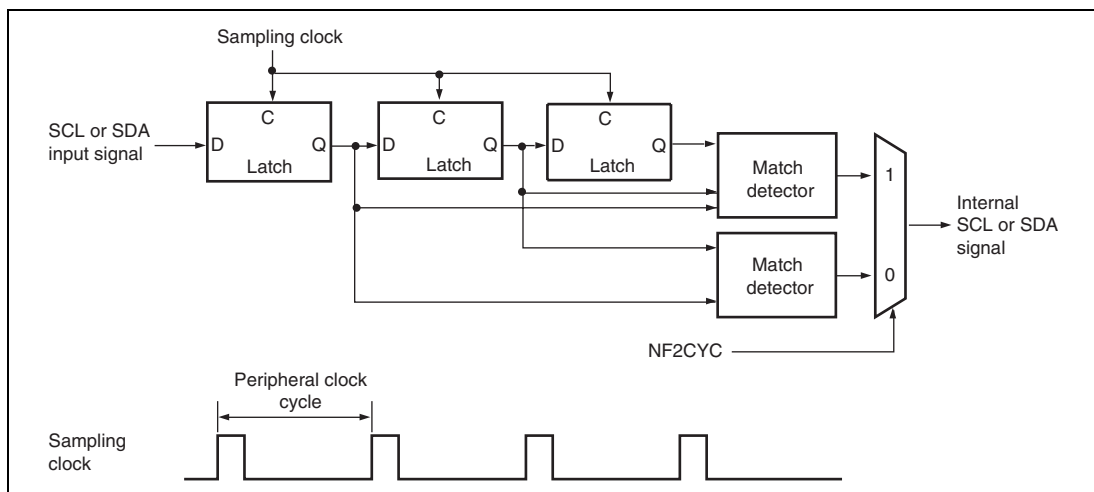 Sampling clock
C
C
C
SCL or SDA
input signal
D
Q
D
Q
D
Q
Latch
Latch
Latch
Match
detector
1
Internal
SCL or SDA
signal
Match
detector
0
NF2CYC
Peripheral clock
cycle
Sampling
clock